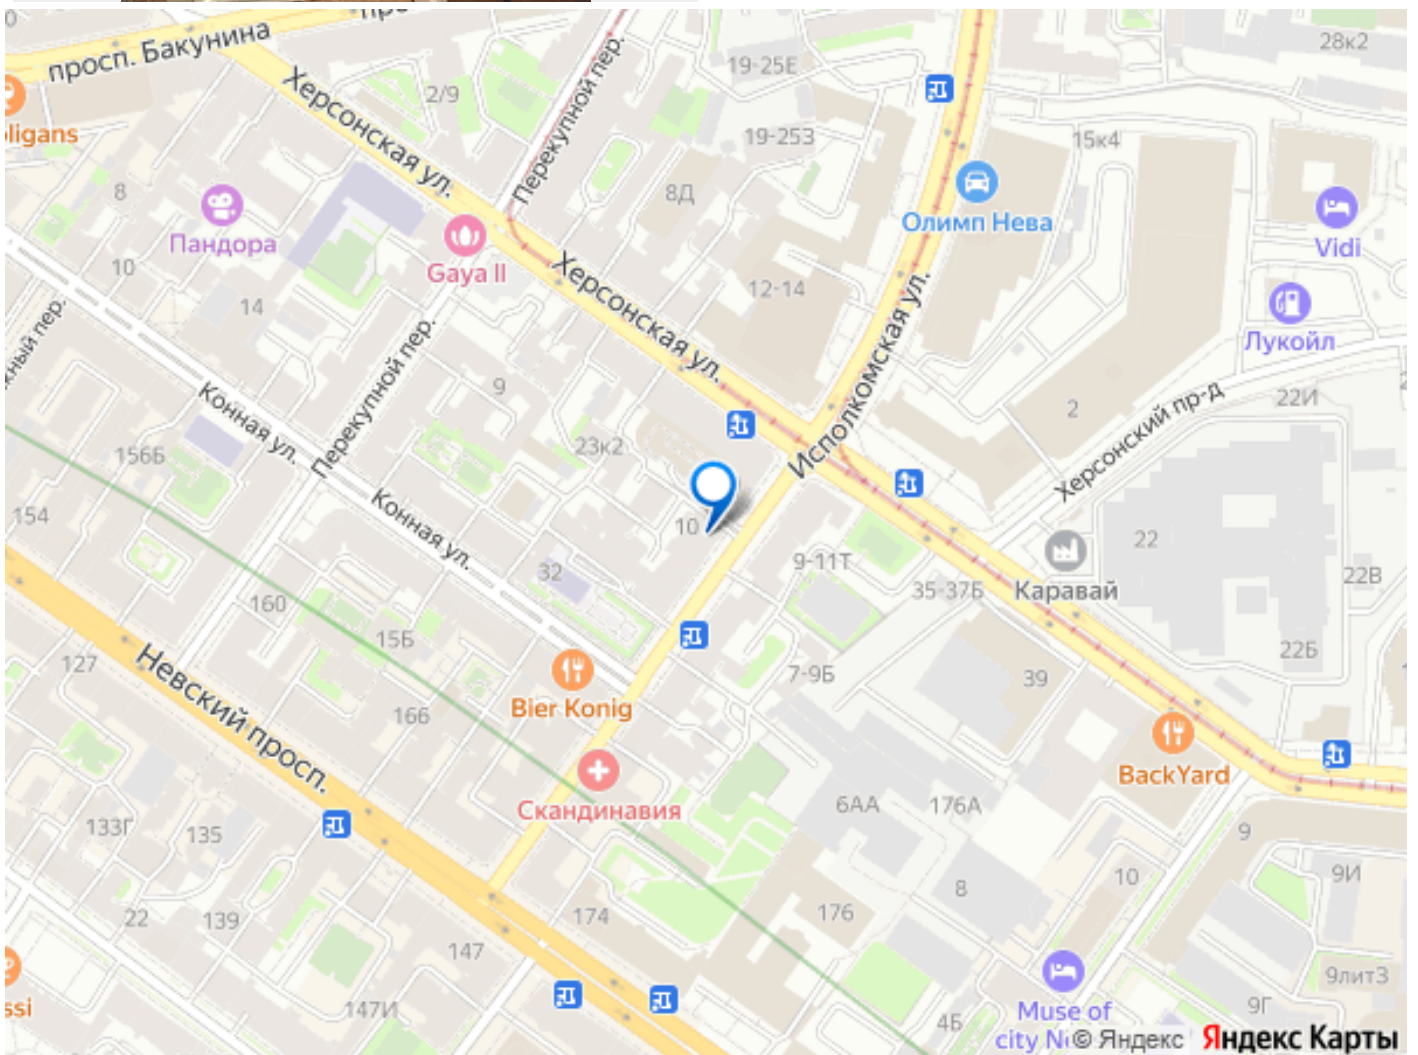 просп. Бакунина
Херсонская ул.
2/9
Перекупной пер.
19-25Е
28к2
ligans
19-253
15к4
8
Пандора
8Д
Олимп Нева
Vidi
Gaya II
10
14
12-14
Херсонская ул.
Исполкомская ул.
Лукойл
Перекупной пер.
9
2
22И
Конная ул.
156Б
23к2
Херсонский пр-д
154
Конная ул.
10
22
32
9-11Т
35-37Б
Каравай
22В
160
15Б
22Б
127
Невский просп.
7-9Б
39
166
Bier Konig
BackYard
Скандинавия
133Г
135
6АА
176А
9
22
139
174
176
8
10
9И
147
ssi
147И
Muse of
city
4Б
9Г
9лит3
© Яндекс
Яндекс Карты